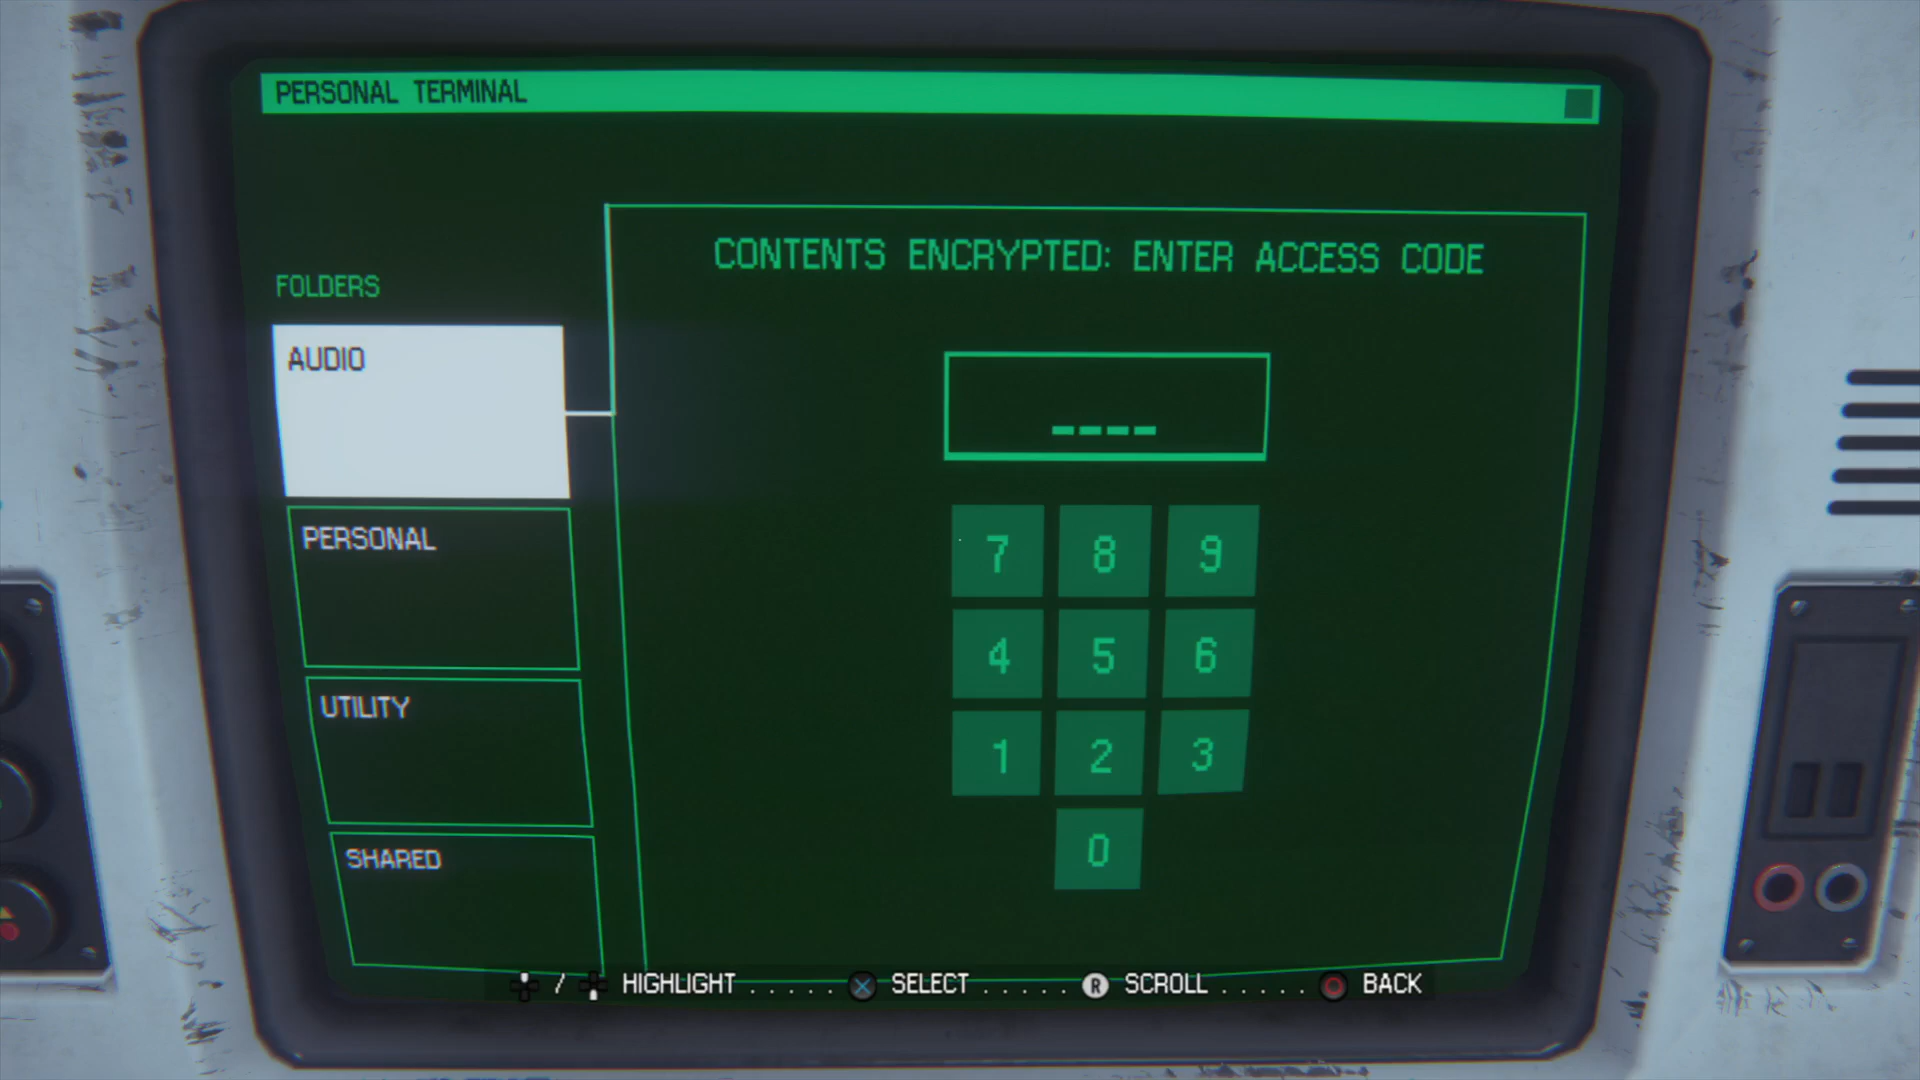 PERSONAL TERMINAL
CONTENTS ENCRYPTED: ENTER ACCESS CODE
FOLDERS
AUDIO
PERSONAL
UTILITY
SHARED
----
7 8 9
4 5 6
1 2 3
0
/ HIGHLIGHT ..... SELECT ..... R SCROLL ..... BACK